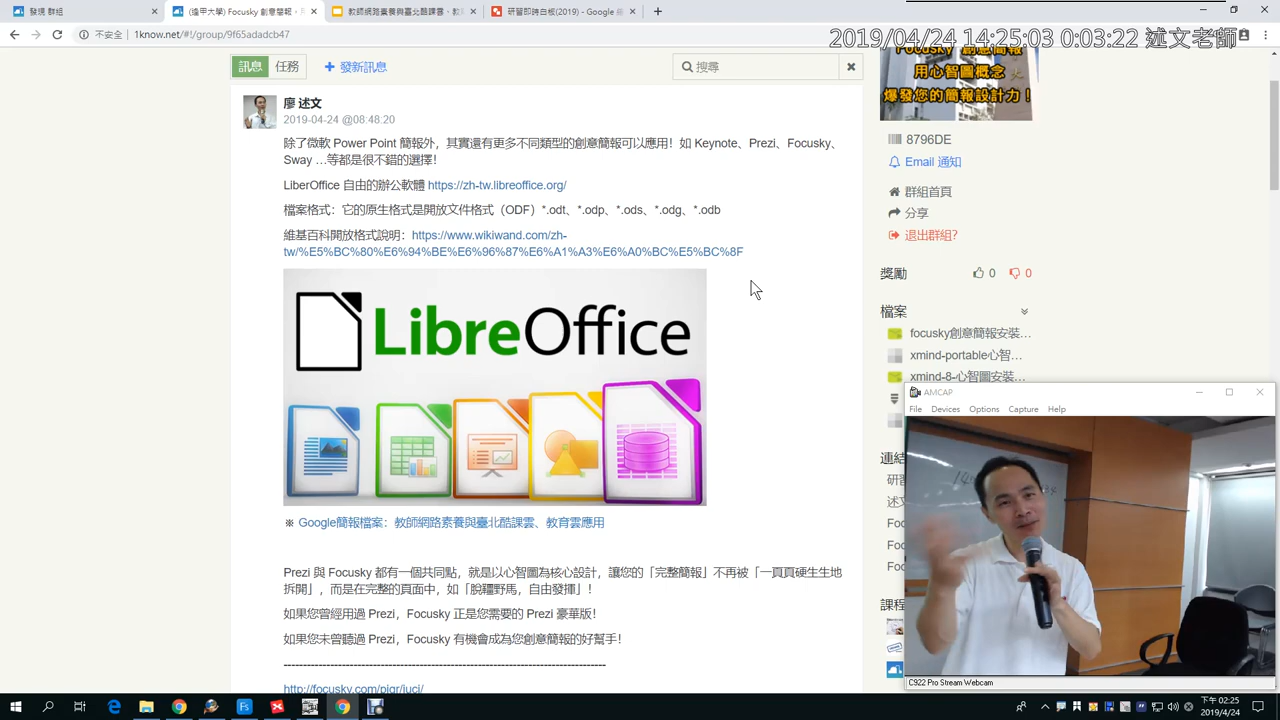 發現 群組
(逢甲大學) Focusky 創意簡報
教師網路素養與臺北酷課雲、教
研習即時白板(2019) - Google
不安全 | 1know.net/#!/group/9f65adadcb47
2019/04/24 14:25:03 0:03:22 述文老師
訊息
任務
發新訊息
搜尋
Focusky 創意簡報
用心智圖概念
爆發您的簡報設計力！
廖 述文
2019-04-24 @08:48:20
除了微軟 Power Point 簡報外，其實還有更多不同類型的創意簡報可以應用！如 Keynote、Prezi、Focusky、
Sway …等都是很不錯的選擇！
LiberOffice 自由的辦公軟體 https://zh-tw.libreoffice.org/
檔案格式：它的原生格式是開放文件格式（ODF）*.odt、*.odp、*.ods、*.odg、*.odb
維基百科開放格式說明：https://www.wikiwand.com/zh-
tw/%E5%BC%80%E6%94%BE%E6%96%87%E6%A1%A3%E6%A0%BC%E5%BC%8F
LibreOffice
※ Google簡報檔案：教師網路素養與臺北酷課雲、教育雲應用
Prezi 與 Focusky 都有一個共同點，就是以心智圖為核心設計，讓您的「完整簡報」不再被「一頁頁硬生生地
拆開」，而是在完整的頁面中，如「脫韁野馬，自由發揮」！
如果您曾經用過 Prezi，Focusky 正是您需要的 Prezi 豪華版！
如果您未曾聽過 Prezi，Focusky 有機會成為您創意簡報的好幫手！
--------------------------------------------------------------------------------
http://focusky.com/pjqr/juci/
8796DE
Email 通知
群組首頁
分享
退出群組?
獎勵
0
0
檔案
focusky創意簡報安裝…
xmind-portable心智…
xmind-8-心智圖安裝…
連結
研習
述文
Foc
Foc
Foc
課程
AMCAP
File Devices Options Capture Help
C922 Pro Stream Webcam
下午 02:25
2019/4/24